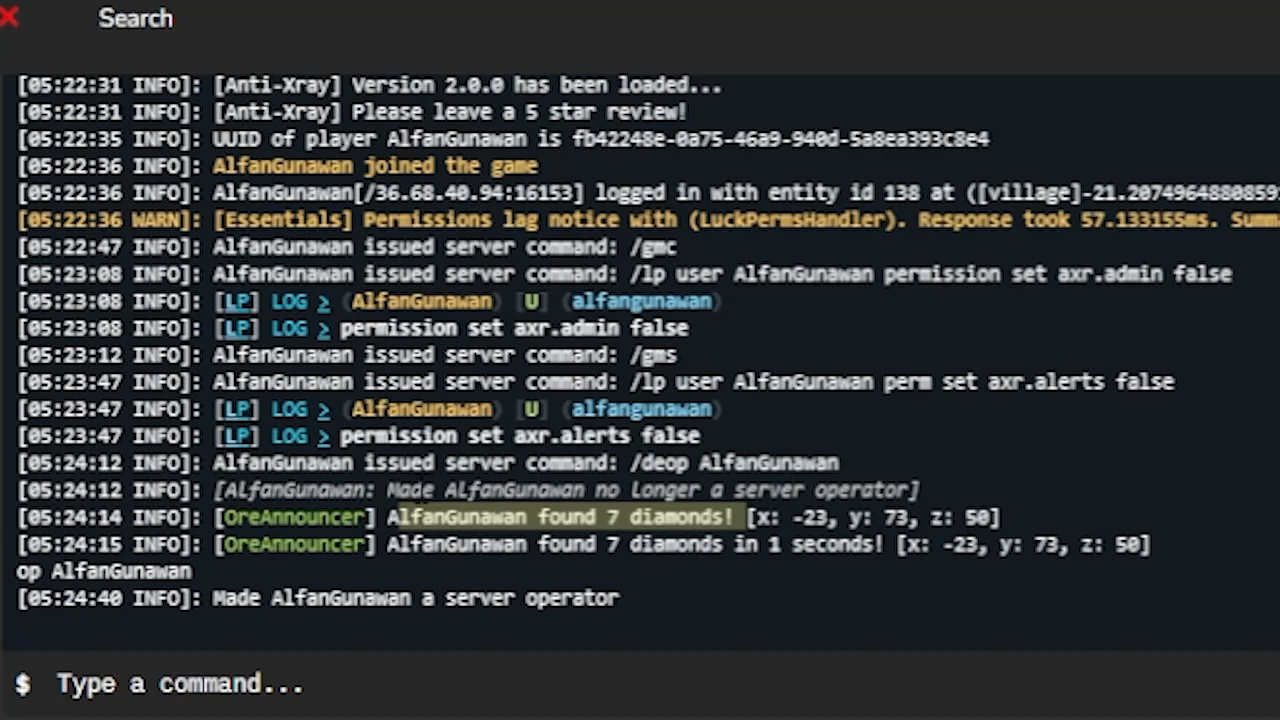 Search
[05:22:31 INFO]: [Anti-Xray] Version 2.0.0 has been loaded...
[05:22:31 INFO]: [Anti-Xray] Please leave a 5 star review!
[05:22:35 INFO]: UUID of player AlfanGunawan is fb42248e-0a75-46a9-940d-5a8ea393c8e4
[05:22:36 INFO]: AlfanGunawan joined the game
[05:22:36 INFO]: AlfanGunawan[/36.68.40.94:16153] logged in with entity id 138 at ([village]-21.2074964880859
[05:22:36 WARN]: [Essentials] Permissions lag notice with (LuckPermsHandler). Response took 57.133155ms. Summ
[05:22:47 INFO]: AlfanGunawan issued server command: /gmc
[05:23:08 INFO]: AlfanGunawan issued server command: /lp user AlfanGunawan permission set axr.admin false
[05:23:08 INFO]: [LP] LOG > (AlfanGunawan) [U] (alfangunawan)
[05:23:08 INFO]: [LP] LOG > permission set axr.admin false
[05:23:12 INFO]: AlfanGunawan issued server command: /gms
[05:23:47 INFO]: AlfanGunawan issued server command: /lp user AlfanGunawan perm set axr.alerts false
[05:23:47 INFO]: [LP] LOG > (AlfanGunawan) [U] (alfangunawan)
[05:23:47 INFO]: [LP] LOG > permission set axr.alerts false
[05:24:12 INFO]: AlfanGunawan issued server command: /deop AlfanGunawan
[05:24:12 INFO]: [AlfanGunawan: Made AlfanGunawan no longer a server operator]
[05:24:14 INFO]: [OreAnnouncer] AlfanGunawan found 7 diamonds! [x: -23, y: 73, z: 50]
[05:24:15 INFO]: [OreAnnouncer] AlfanGunawan found 7 diamonds in 1 seconds! [x: -23, y: 73, z: 50]
op AlfanGunawan
[05:24:40 INFO]: Made AlfanGunawan a server operator
$ Type a command...